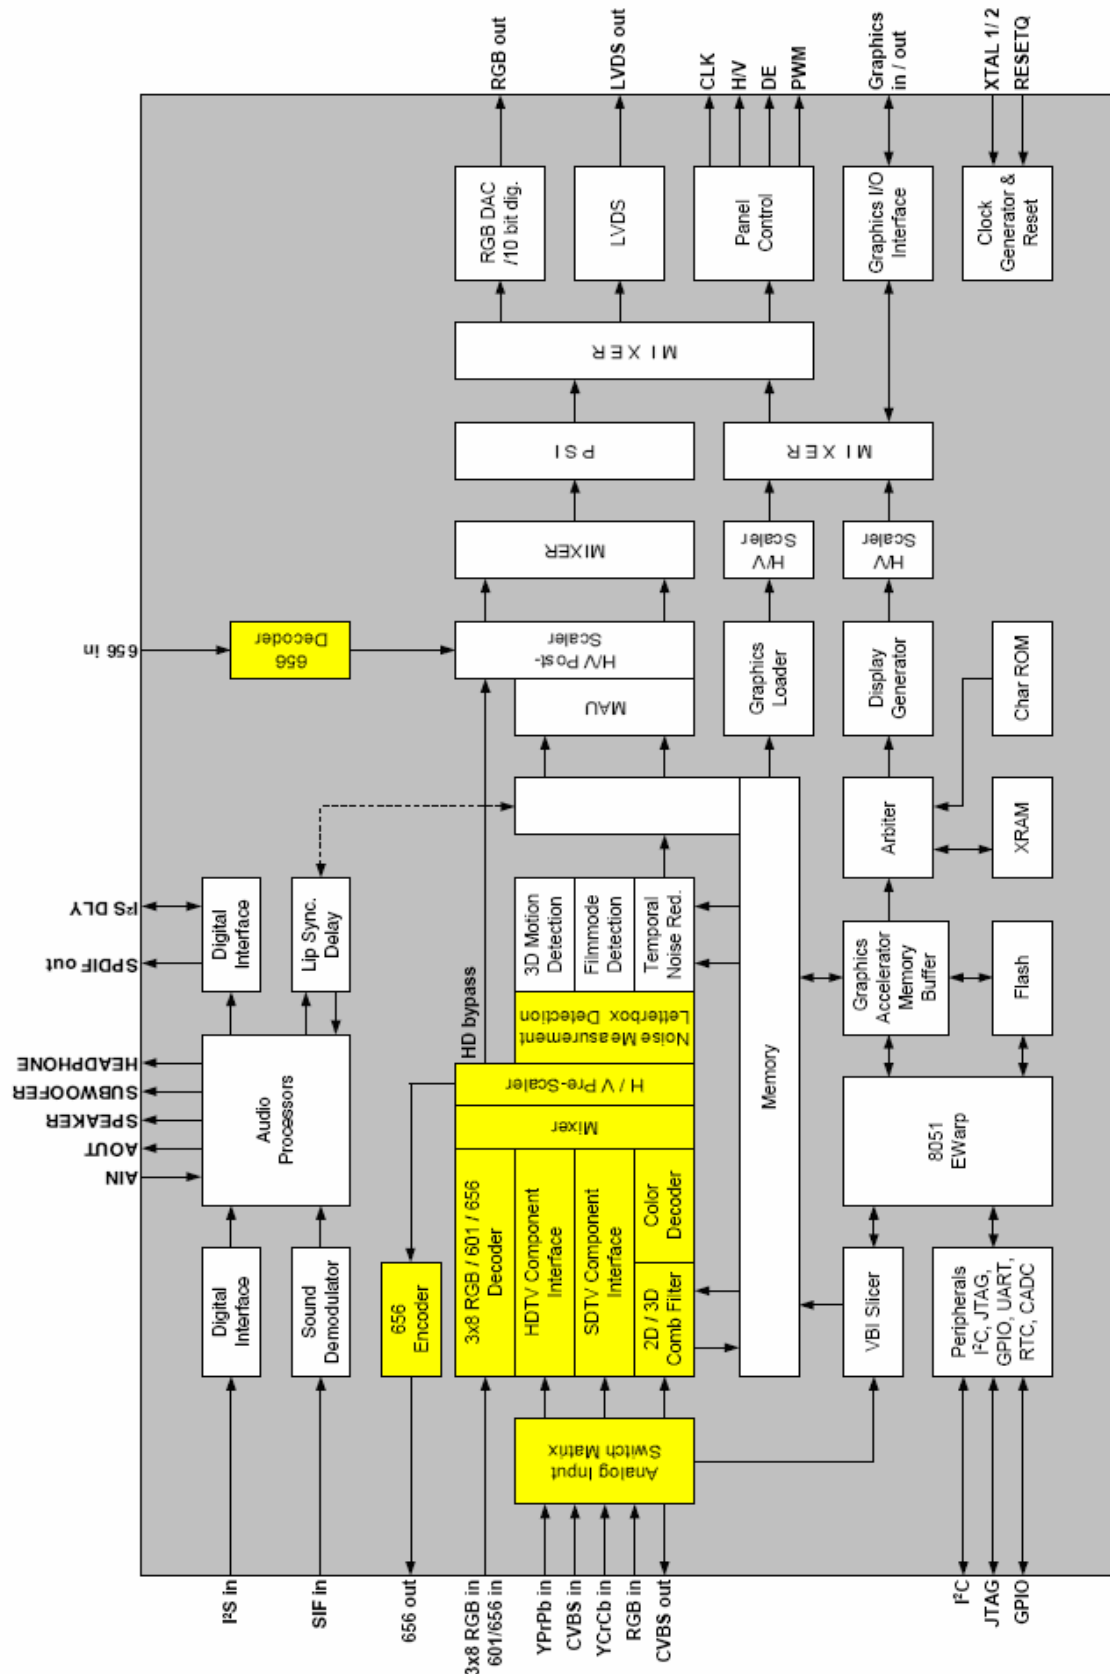 RGB out
LVDS out
CLK
H/V
DE
PWM
Graphics
in / out
XTAL 1/ 2
RESETQ
RGB DAC
/10 bit dig.
LVDS
Panel
Control
Graphics I/O
Interface
Clock
Generator &
Reset
MIXER
PSI
MIXER
MIXER
H/V
Scaler
H/V
Scaler
656 in
656
Decoder
H/V Post-
Scaler
MAU
Graphics
Loader
Display
Generator
Char ROM
Arbiter
XRAM
I²S DLY
SPDIF out
Digital
Interface
Lip Sync.
Delay
3D Motion
Detection
Filmmode
Detection
Temporal
Noise Red.
Graphics
Accelerator
Memory
Buffer
Flash
HD bypass
Noise Measurement
Letterbox Detection
HEADPHONE
SUBWOOFER
SPEAKER
AOUT
AIN
Audio
Processors
H / V Pre-Scaler
Mixer
Memory
8051
EWarp
Digital
Interface
Sound
Demodulator
656
Encoder
3x8 RGB / 601 / 656
Decoder
HDTV Component
Interface
SDTV Component
Interface
Color
Decoder
2D / 3D
Comb Filter
VBI Slicer
Peripherals
I²C, JTAG,
GPIO, UART,
RTC, CADC
Analog Input
Switch Matrix
I²S in
SIF in
656 out
3x8 RGB in
601/656 in
YPrPb in
CVBS in
YCrCb in
RGB in
CVBS out
I²C
JTAG
GPIO